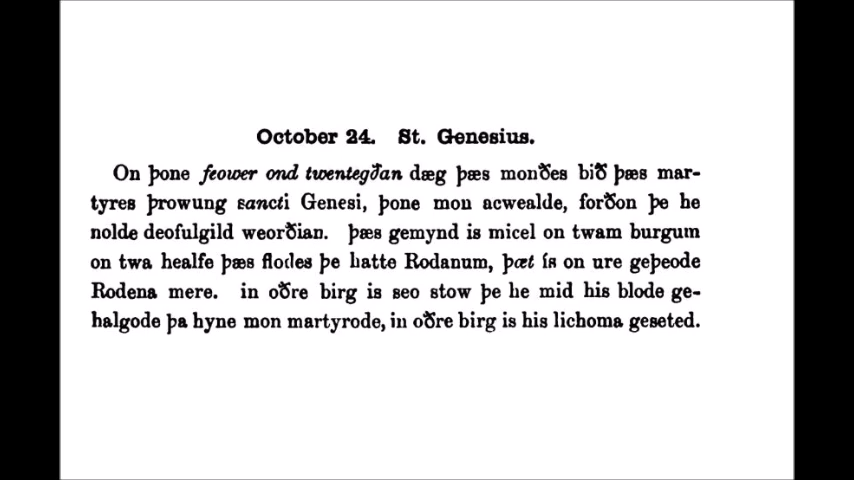 October 24. St. Genesius.
On þone feower ond twentegðan dæg þæs monðes bið þæs mar-
tyres þrowung sancti Genesi, þone mon acwealde, forðon þe he
nolde deofulgild weorðian. þæs gemynd is micel on twam burgum
on twa healfe þæs flodes þe hatte Rodanum, þæt ís on ure geþeode
Rodena mere. in oðre birg is seo stow þe he mid his blode ge-
halgode þa hyne mon martyrode, in oðre birg is his lichoma geseted.